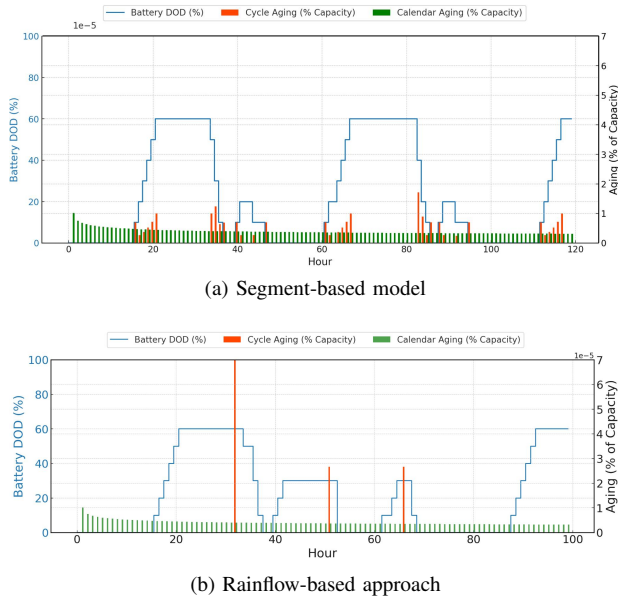 Battery DOD (%) Cycle Aging (% Capacity) Calendar Aging (% Capacity)
1e−5
100
80
60
40
20
0
Battery DOD (%)
7
6
5
4
3
2
1
0
Aging (% of Capacity)
0 20 40 60 80 100 120
Hour
(a) Segment-based model
Battery DOD (%) Cycle Aging (% Capacity) Calendar Aging (% Capacity)
1e−5
100
80
60
40
20
0
Battery DOD (%)
7
6
5
4
3
2
1
0
Aging (% of Capacity)
0 20 40 60 80 100
Hour
(b) Rainflow-based approach